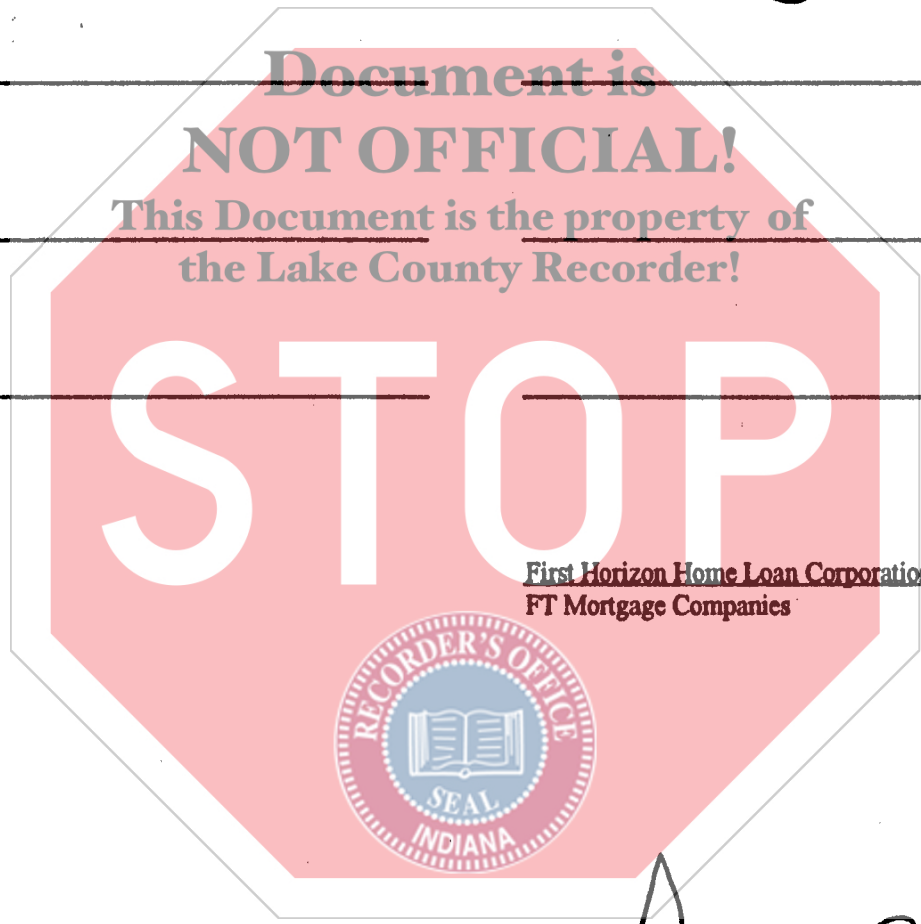 Document is
NOT OFFICIAL!
This Document is the property of
the Lake County Recorder!
STOP
First Horizon Home Loan Corporatio
FT Mortgage Companies
RECORDER'S OFFICE
SEAL
INDIANA